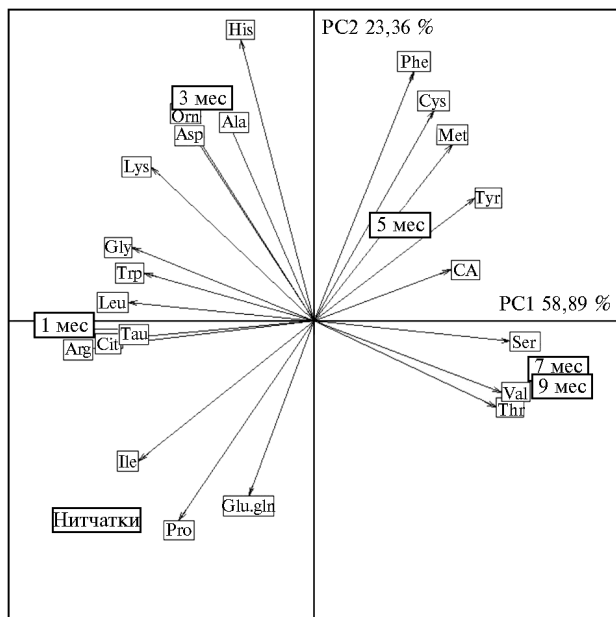 PC2 23,36 %
His
Phe
3 мес
Cys
Orn
Ala
Asp
Met
Lys
Tyr
5 мес
Gly
CA
Trp
Leu
PC1 58,89 %
1 мес
Tau
Cit
Arg
Ser
7 мес
9 мес
Val
Thr
Ile
Glu.gln
Нитчатки
Pro